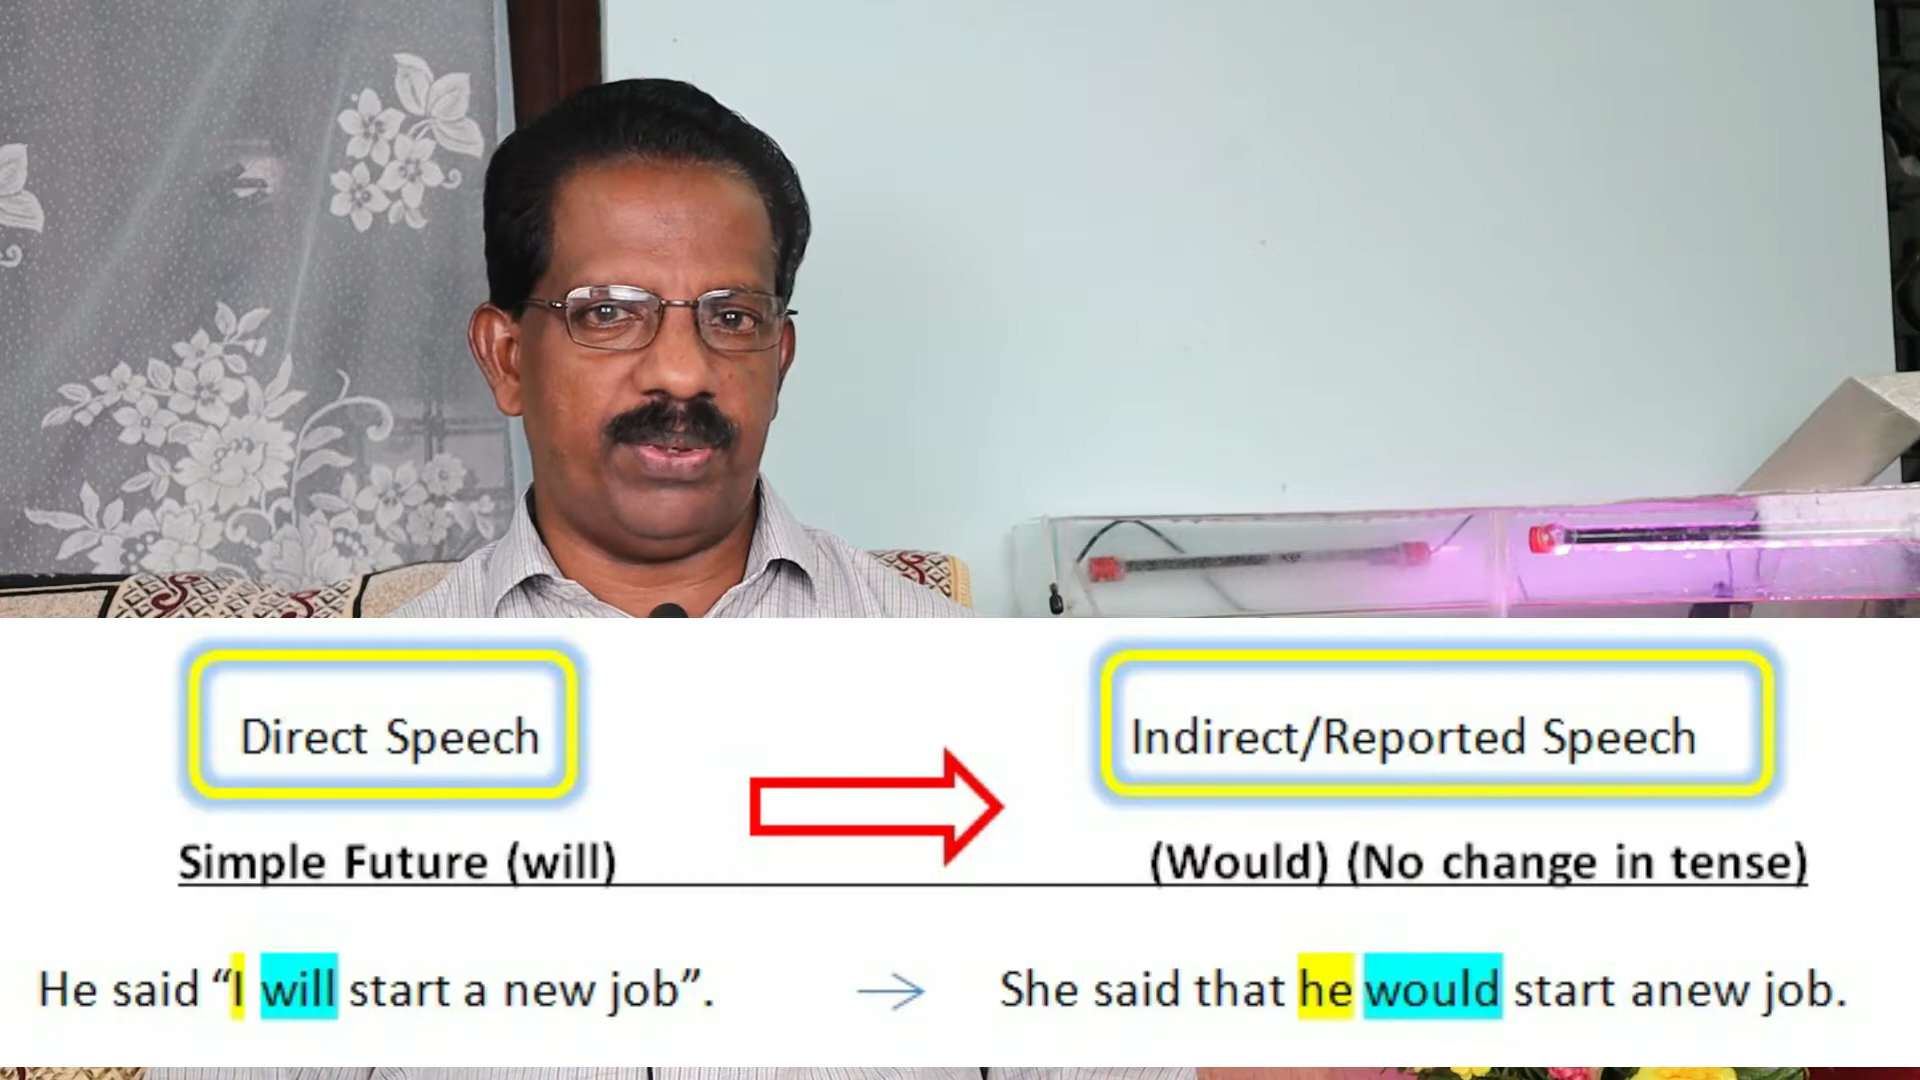 Direct Speech
Indirect/Reported Speech
Simple Future (will)
(Would) (No change in tense)
He said “I will start a new job”.
She said that he would start anew job.